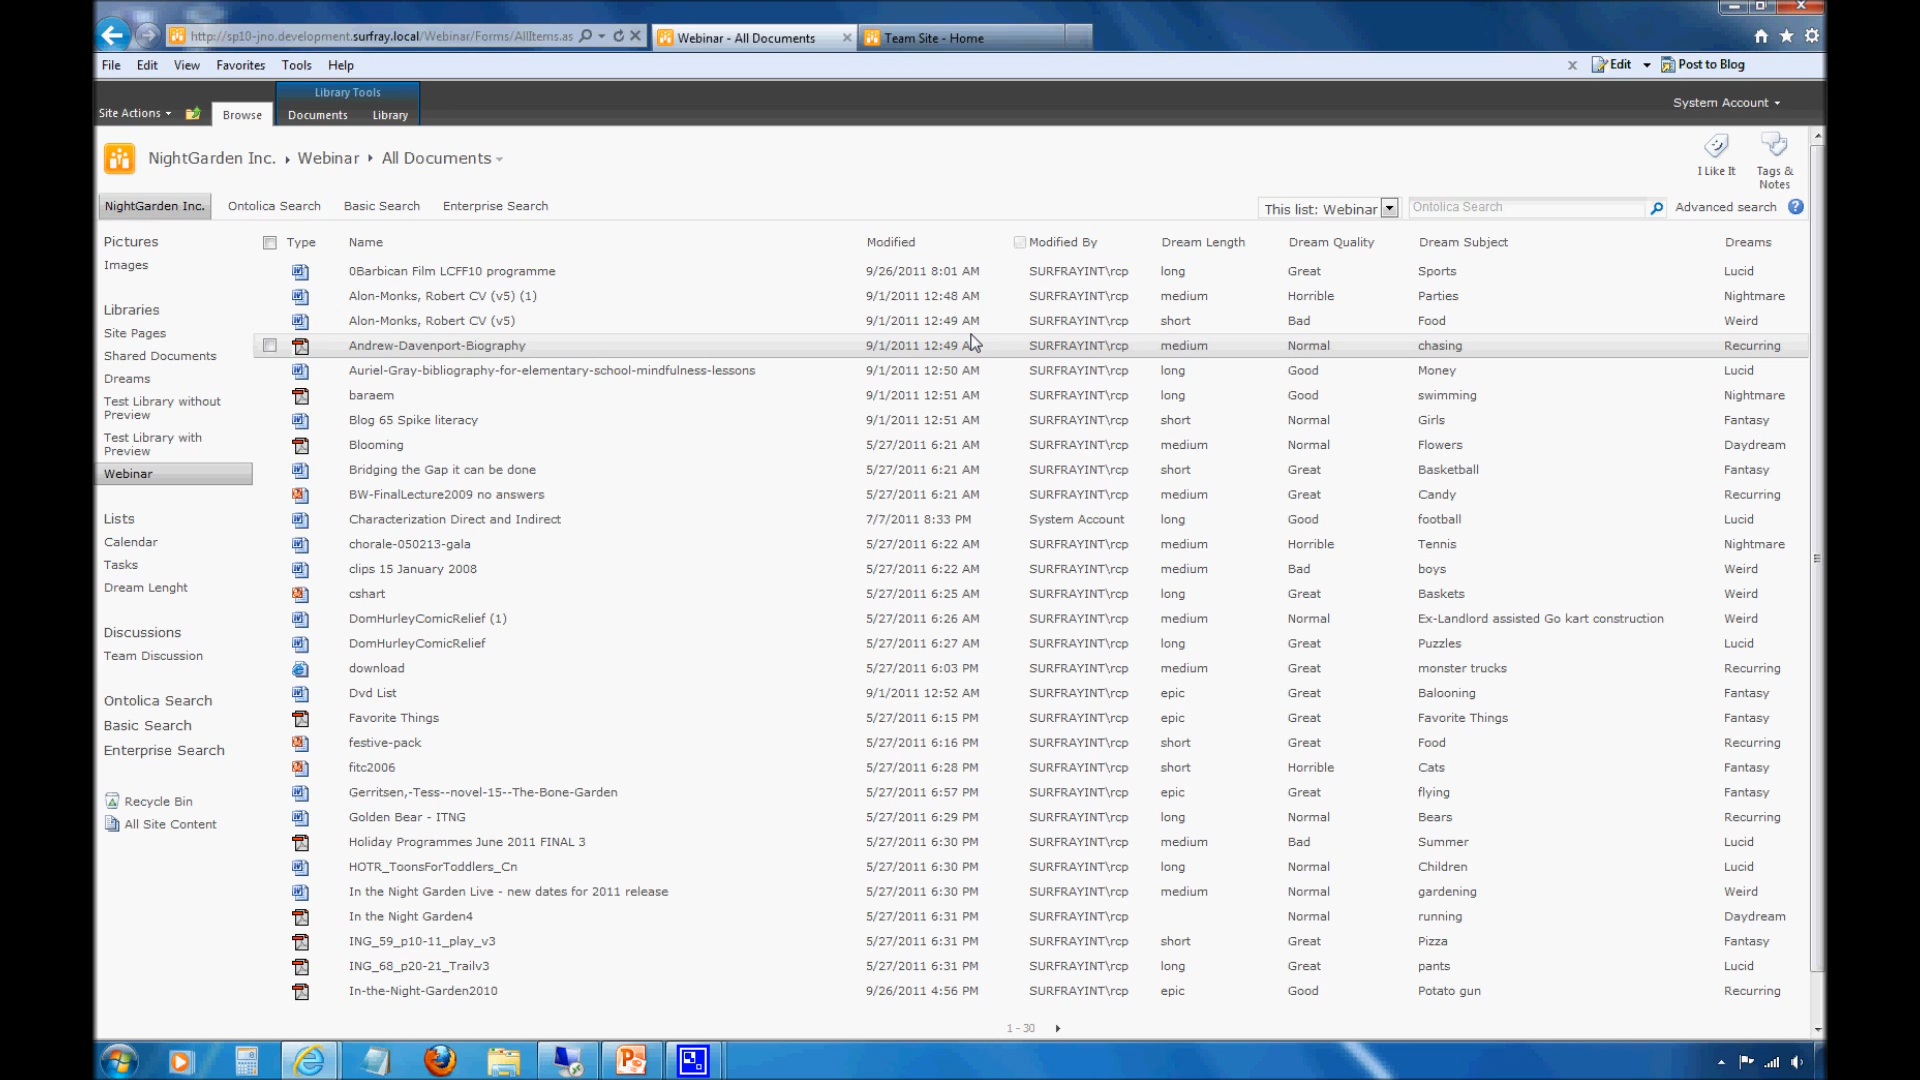 http://sp10-jno.development.surfray.local/Webinar/Forms/AllItems.as
Webinar - All Documents
Team Site - Home
File Edit View Favorites Tools Help
Edit Post to Blog
Library Tools
Site Actions Browse Documents Library System Account
NightGarden Inc. Webinar All Documents
I Like It
Tags & Notes
NightGarden Inc. Ontolica Search Basic Search Enterprise Search
This list: Webinar Ontolica Search Advanced search
Pictures
Images
Libraries
Site Pages
Shared Documents
Dreams
Test Library without
Preview
Test Library with
Preview
Webinar
Lists
Calendar
Tasks
Dream Lenght
Discussions
Team Discussion
Ontolica Search
Basic Search
Enterprise Search
Recycle Bin
All Site Content
Type Name Modified Modified By Dream Length Dream Quality Dream Subject Dreams
0Barbican Film LCFF10 programme 9/26/2011 8:01 AM SURFRAYINT\rcp long Great Sports Lucid
Alon-Monks, Robert CV (v5) (1) 9/1/2011 12:48 AM SURFRAYINT\rcp medium Horrible Parties Nightmare
Alon-Monks, Robert CV (v5) 9/1/2011 12:49 AM SURFRAYINT\rcp short Bad Food Weird
Andrew-Davenport-Biography 9/1/2011 12:49 AM SURFRAYINT\rcp medium Normal chasing Recurring
Auriel-Gray-bibliography-for-elementary-school-mindfulness-lessons 9/1/2011 12:50 AM SURFRAYINT\rcp long Good Money Lucid
baraem 9/1/2011 12:51 AM SURFRAYINT\rcp long Good swimming Nightmare
Blog 65 Spike literacy 9/1/2011 12:51 AM SURFRAYINT\rcp short Normal Girls Fantasy
Blooming 5/27/2011 6:21 AM SURFRAYINT\rcp medium Normal Flowers Daydream
Bridging the Gap it can be done 5/27/2011 6:21 AM SURFRAYINT\rcp short Great Basketball Fantasy
BW-FinalLecture2009 no answers 5/27/2011 6:21 AM SURFRAYINT\rcp medium Great Candy Recurring
Characterization Direct and Indirect 7/7/2011 8:33 PM System Account long Good football Lucid
chorale-050213-gala 5/27/2011 6:22 AM SURFRAYINT\rcp medium Horrible Tennis Nightmare
clips 15 January 2008 5/27/2011 6:22 AM SURFRAYINT\rcp medium Bad boys Weird
cshart 5/27/2011 6:25 AM SURFRAYINT\rcp long Great Baskets Weird
DomHurleyComicRelief (1) 5/27/2011 6:26 AM SURFRAYINT\rcp medium Normal Ex-Landlord assisted Go kart construction Weird
DomHurleyComicRelief 5/27/2011 6:27 AM SURFRAYINT\rcp long Great Puzzles Lucid
download 5/27/2011 6:03 PM SURFRAYINT\rcp medium Great monster trucks Recurring
Dvd List 9/1/2011 12:52 AM SURFRAYINT\rcp epic Great Balooning Fantasy
Favorite Things 5/27/2011 6:15 PM SURFRAYINT\rcp epic Great Favorite Things Fantasy
festive-pack 5/27/2011 6:16 PM SURFRAYINT\rcp short Great Food Recurring
fitc2006 5/27/2011 6:28 PM SURFRAYINT\rcp short Horrible Cats Fantasy
Gerritsen,-Tess--novel-15--The-Bone-Garden 5/27/2011 6:57 PM SURFRAYINT\rcp epic Great flying Fantasy
Golden Bear - ITNG 5/27/2011 6:29 PM SURFRAYINT\rcp long Normal Bears Recurring
Holiday Programmes June 2011 FINAL 3 5/27/2011 6:30 PM SURFRAYINT\rcp medium Bad Summer Lucid
HOTR_ToonsForToddlers_Cn 5/27/2011 6:30 PM SURFRAYINT\rcp long Normal Children Lucid
In the Night Garden Live - new dates for 2011 release 5/27/2011 6:30 PM SURFRAYINT\rcp medium Normal gardening Weird
In the Night Garden4 5/27/2011 6:31 PM SURFRAYINT\rcp Normal running Daydream
ING_59_p10-11_play_v3 5/27/2011 6:31 PM SURFRAYINT\rcp short Great Pizza Fantasy
ING_68_p20-21_Trailv3 5/27/2011 6:31 PM SURFRAYINT\rcp long Great pants Lucid
In-the-Night-Garden2010 9/26/2011 4:56 PM SURFRAYINT\rcp epic Good Potato gun Recurring
1 - 30